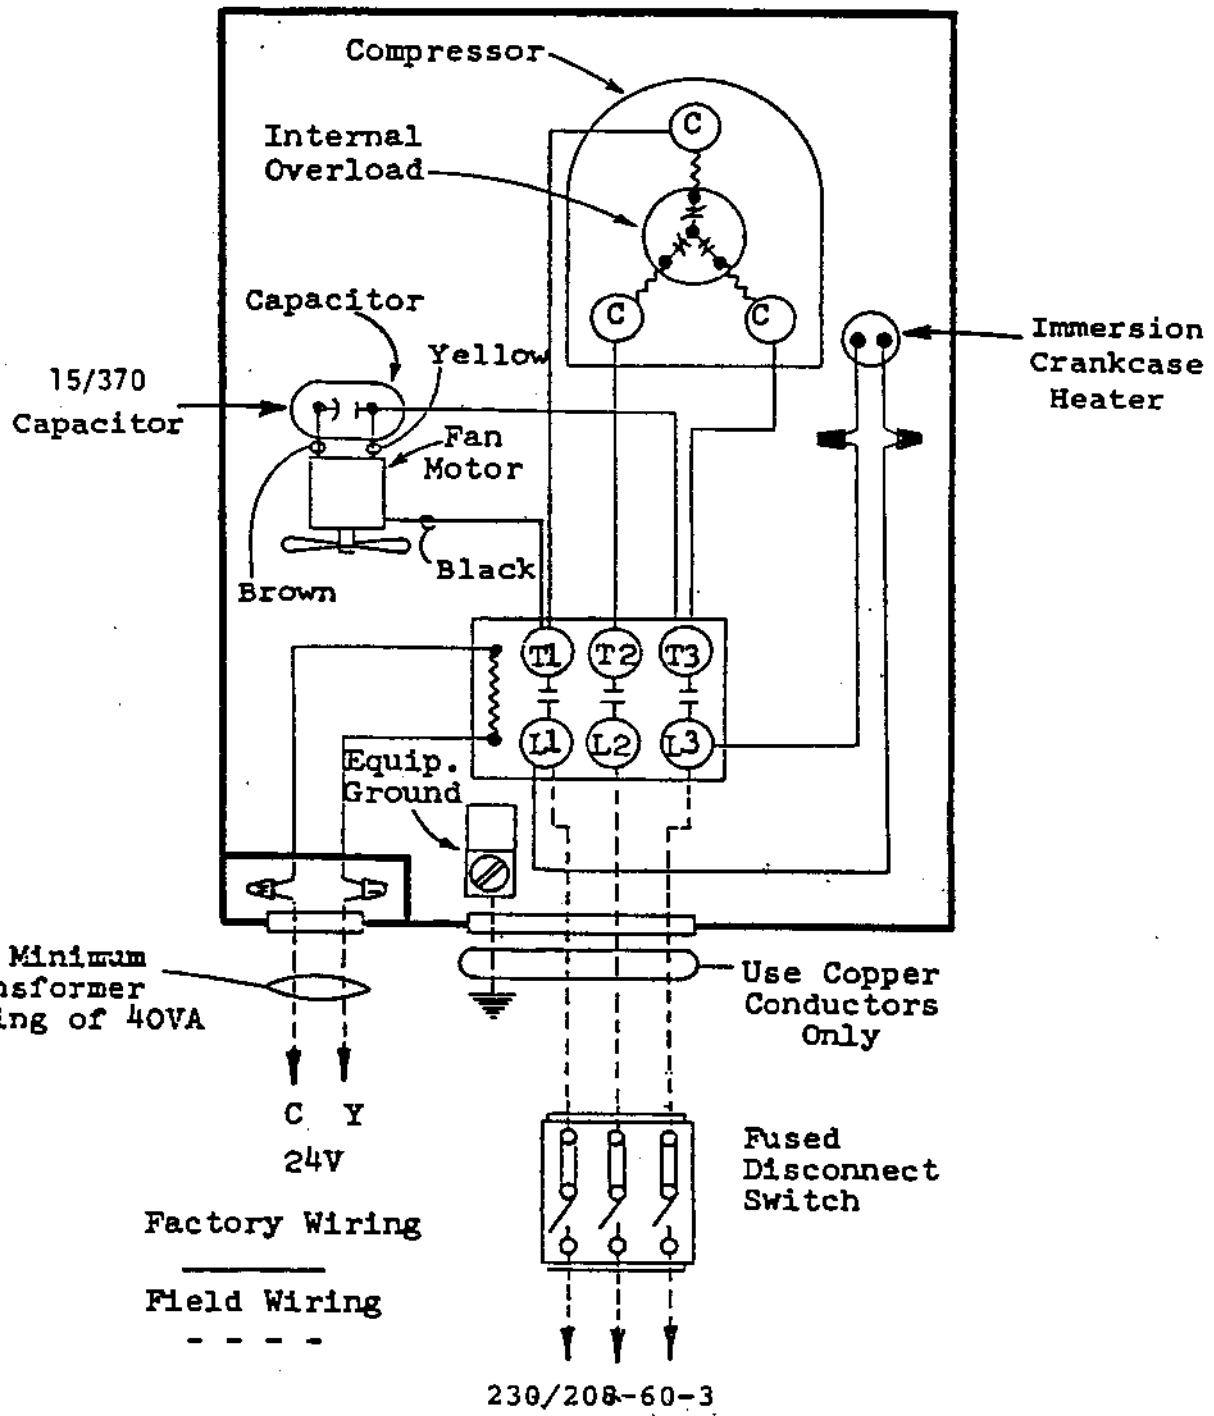 Compressor
C
Internal
Overload
C
C
Capacitor
Yellow
15/370
Capacitor
Immersion
Crankcase
Heater
Fan
Motor
Black
Brown
T1 T2 T3
L1 L2 L3
Equip.
Ground
Minimum
nsformer
ing of 40VA
Use Copper
Conductors
Only
C Y
24V
Fused
Disconnect
Switch
Factory Wiring
Field Wiring
230/208-60-3